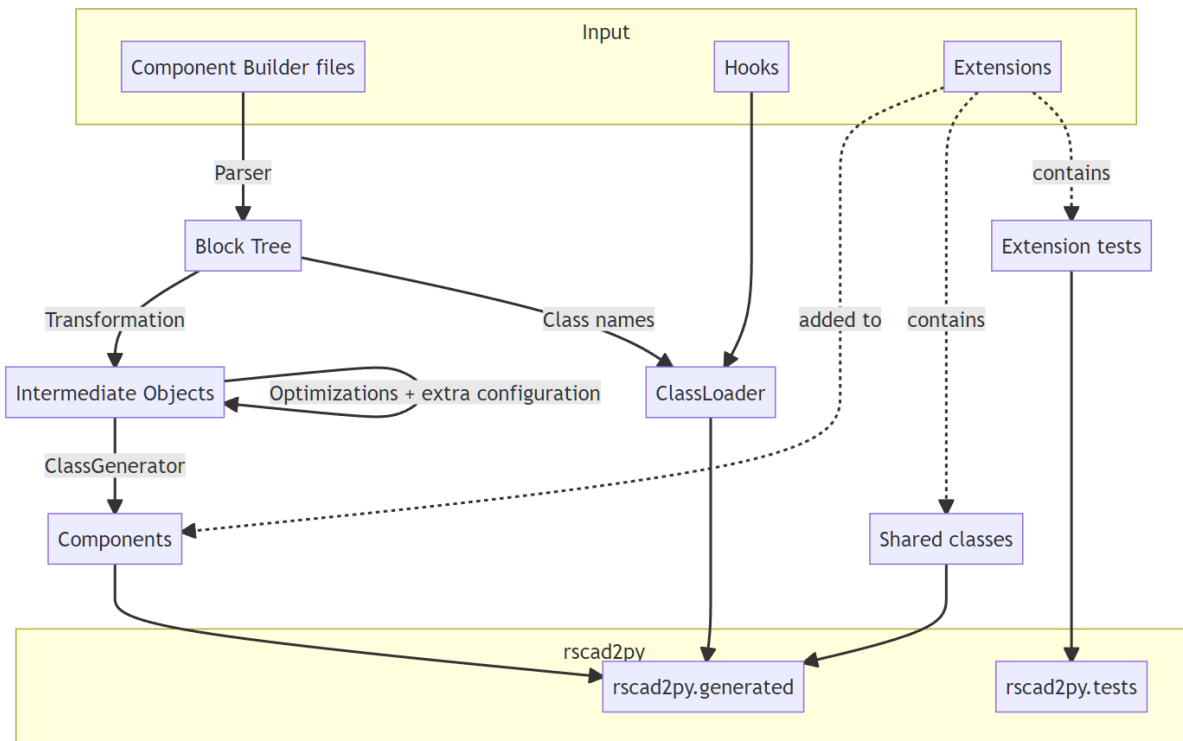 Input
Component Builder files
Hooks
Extensions
Parser
contains
Block Tree
Extension tests
Transformation
Class names
added to
contains
Intermediate Objects
Optimizations + extra configuration
ClassLoader
ClassGenerator
Components
Shared classes
rscad2py
rscad2py.generated
rscad2py.tests